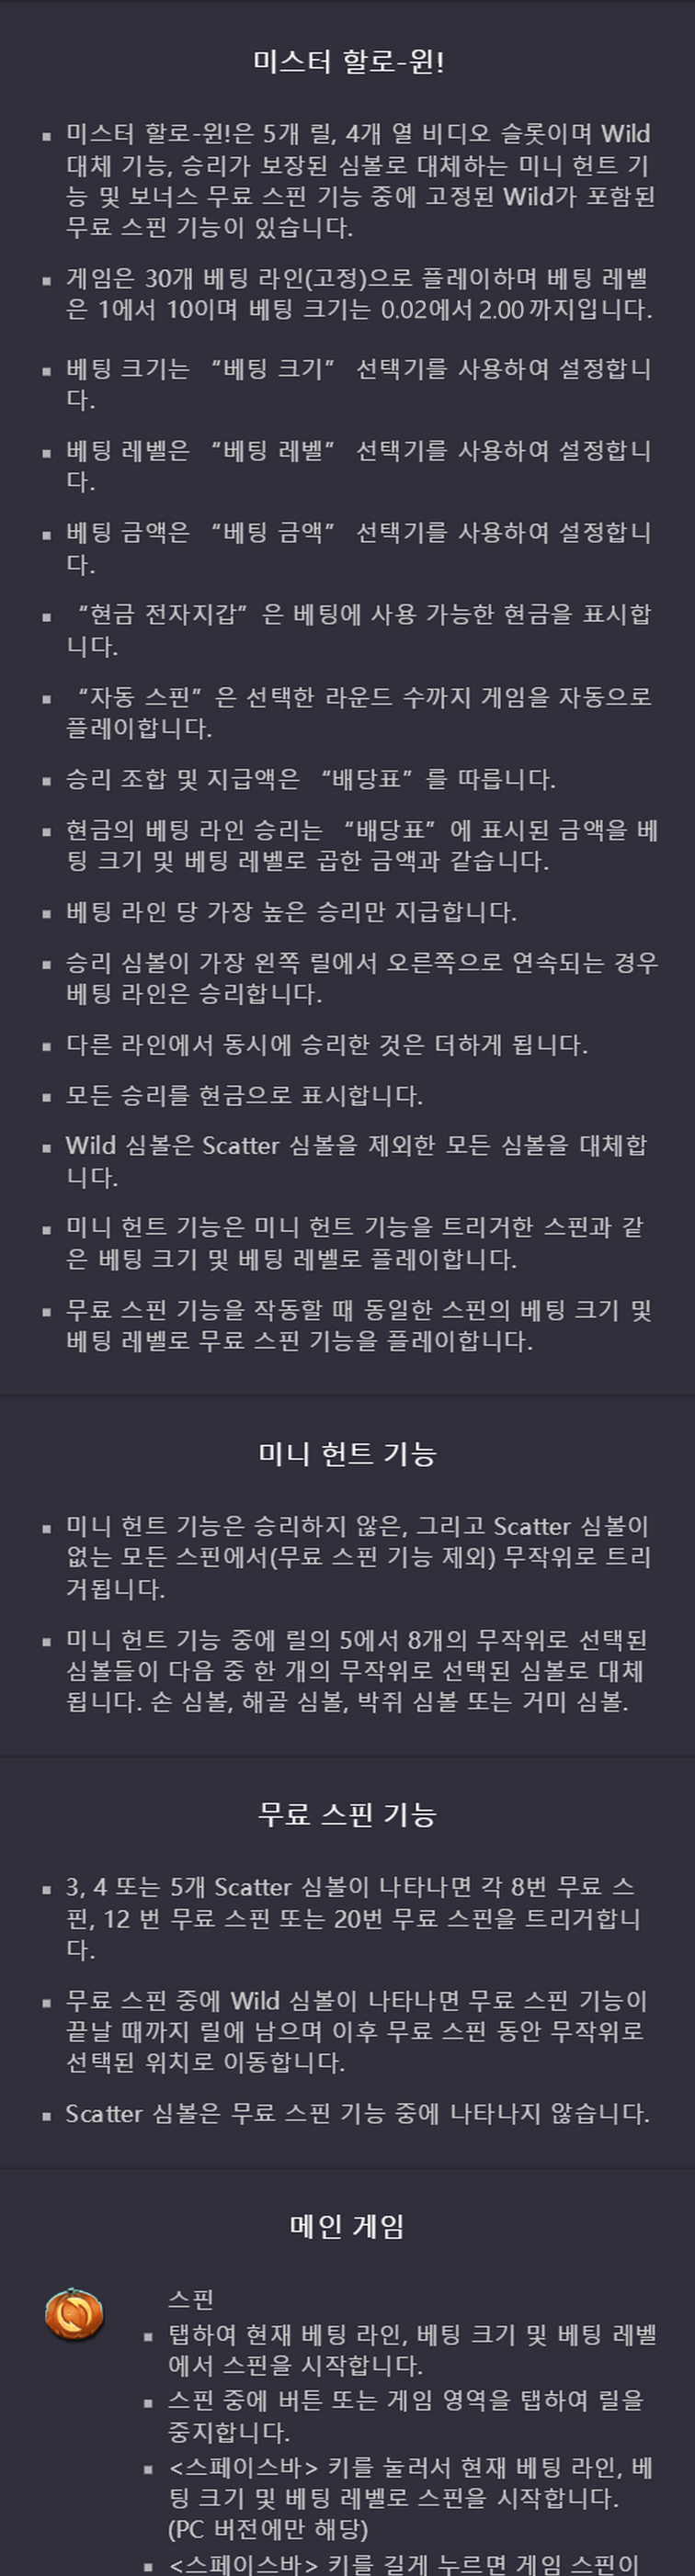 미스터 할로-윈!
▪ 미스터 할로-윈!은 5개 릴, 4개 열 비디오 슬롯이며 Wild
대체 기능, 승리가 보장된 심볼로 대체하는 미니 헌트 기
능 및 보너스 무료 스핀 기능 중에 고정된 Wild가 포함된
무료 스핀 기능이 있습니다.
▪ 게임은 30개 베팅 라인(고정)으로 플레이하며 베팅 레벨
은 1에서 10이며 베팅 크기는 0.02에서 2.00 까지입니다.
▪ 베팅 크기는 “베팅 크기” 선택기를 사용하여 설정합니
다.
▪ 베팅 레벨은 “베팅 레벨” 선택기를 사용하여 설정합니
다.
▪ 베팅 금액은 “베팅 금액” 선택기를 사용하여 설정합니
다.
▪ “현금 전자지갑”은 베팅에 사용 가능한 현금을 표시합
니다.
▪ “자동 스핀”은 선택한 라운드 수까지 게임을 자동으로
플레이합니다.
▪ 승리 조합 및 지급액은 “배당표”를 따릅니다.
▪ 현금의 베팅 라인 승리는 “배당표”에 표시된 금액을 베
팅 크기 및 베팅 레벨로 곱한 금액과 같습니다.
▪ 베팅 라인 당 가장 높은 승리만 지급합니다.
▪ 승리 심볼이 가장 왼쪽 릴에서 오른쪽으로 연속되는 경우
베팅 라인은 승리합니다.
▪ 다른 라인에서 동시에 승리한 것은 더하게 됩니다.
▪ 모든 승리를 현금으로 표시합니다.
▪ Wild 심볼은 Scatter 심볼을 제외한 모든 심볼을 대체합
니다.
▪ 미니 헌트 기능은 미니 헌트 기능을 트리거한 스핀과 같
은 베팅 크기 및 베팅 레벨로 플레이합니다.
▪ 무료 스핀 기능을 작동할 때 동일한 스핀의 베팅 크기 및
베팅 레벨로 무료 스핀 기능을 플레이합니다.
미니 헌트 기능
▪ 미니 헌트 기능은 승리하지 않은, 그리고 Scatter 심볼이
없는 모든 스핀에서(무료 스핀 기능 제외) 무작위로 트리
거됩니다.
▪ 미니 헌트 기능 중에 릴의 5에서 8개의 무작위로 선택된
심볼들이 다음 중 한 개의 무작위로 선택된 심볼로 대체
됩니다. 손 심볼, 해골 심볼, 박쥐 심볼 또는 거미 심볼.
무료 스핀 기능
▪ 3, 4 또는 5개 Scatter 심볼이 나타나면 각 8번 무료 스
핀, 12 번 무료 스핀 또는 20번 무료 스핀을 트리거합니
다.
▪ 무료 스핀 중에 Wild 심볼이 나타나면 무료 스핀 기능이
끝날 때까지 릴에 남으며 이후 무료 스핀 동안 무작위로
선택된 위치로 이동합니다.
▪ Scatter 심볼은 무료 스핀 기능 중에 나타나지 않습니다.
메인 게임
스핀
▪ 탭하여 현재 베팅 라인, 베팅 크기 및 베팅 레벨
에서 스핀을 시작합니다.
▪ 스핀 중에 버튼 또는 게임 영역을 탭하여 릴을
중지합니다.
▪ <스페이스바> 키를 눌러서 현재 베팅 라인, 베
팅 크기 및 베팅 레벨로 스핀을 시작합니다.
(PC 버전에만 해당)
▪ <스페이스바> 키를 길게 누르면 게임 스핀이